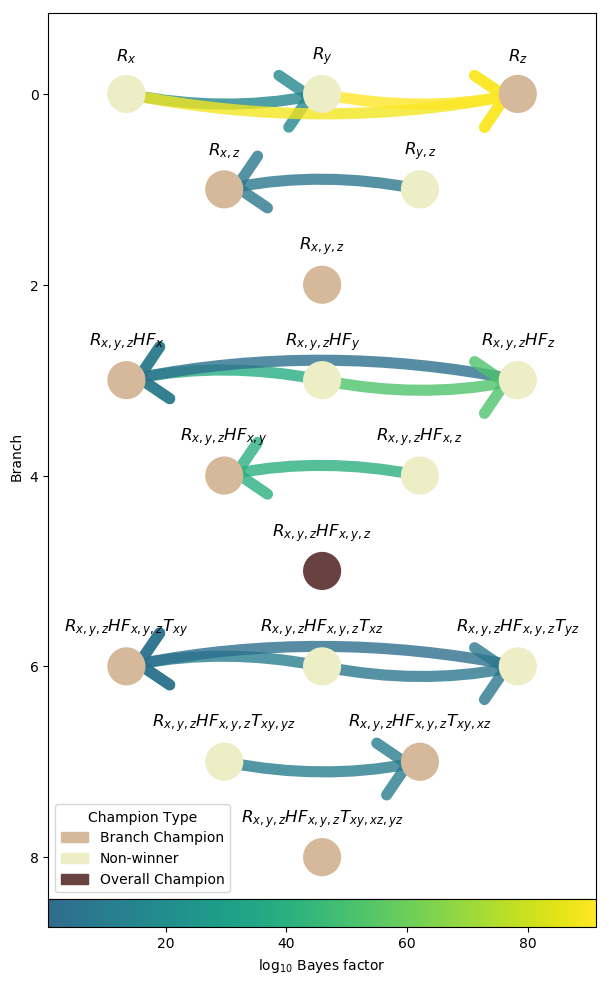 R_x R_y R_z
0
R_{x,z} R_{y,z}
R_{x,y,z}
2
R_{x,y,z}HF_x R_{x,y,z}HF_y R_{x,y,z}HF_z
R_{x,y,z}HF_{x,y} R_{x,y,z}HF_{x,z}
4
Branch
R_{x,y,z}HF_{x,y,z}
R_{x,y,z}HF_{x,y,z}T_{xy} R_{x,y,z}HF_{x,y,z}T_{xz} R_{x,y,z}HF_{x,y,z}T_{yz}
6
R_{x,y,z}HF_{x,y,z}T_{xy,yz} R_{x,y,z}HF_{x,y,z}T_{xy,xz}
R_{x,y,z}HF_{x,y,z}T_{xy,xz,yz}
8
Champion Type
Branch Champion
Non-winner
Overall Champion
20 40 60 80
log_{10} Bayes factor